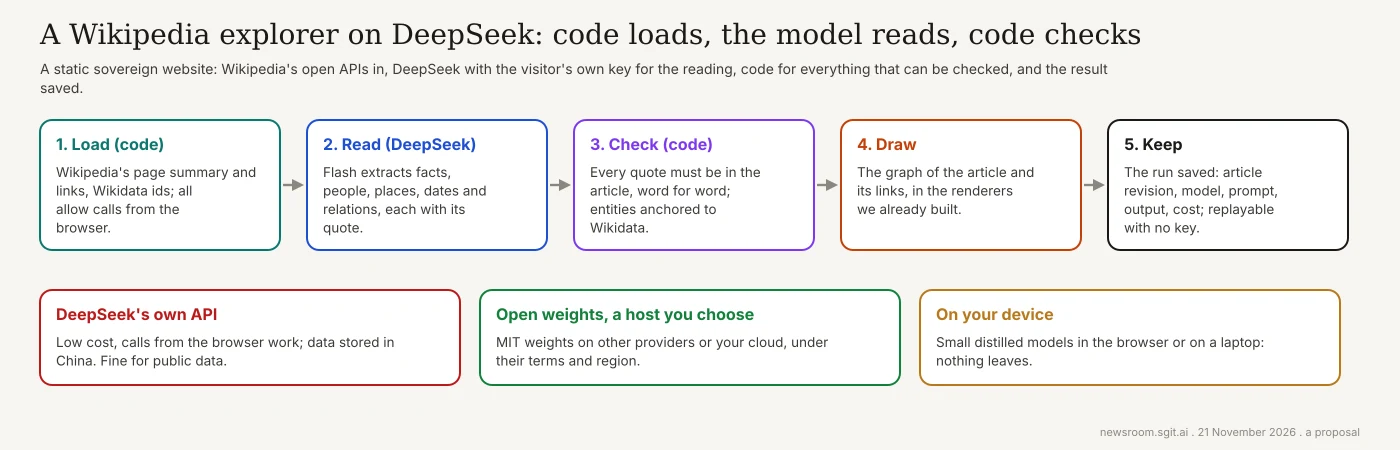 A Wikipedia explorer on DeepSeek: code loads, the model reads, code checks
A static sovereign website: Wikipedia's open APIs in, DeepSeek with the visitor's own key for the reading, code for everything that can be checked, and the result
saved.
1. Load (code)
Wikipedia's page summary and
links, Wikidata ids; all
allow calls from the
browser.
2. Read (DeepSeek)
Flash extracts facts,
people, places, dates and
relations, each with its
quote.
3. Check (code)
Every quote must be in the
article, word for word;
entities anchored to
Wikidata.
4. Draw
The graph of the article and
its links, in the renderers
we already built.
5. Keep
The run saved: article
revision, model, prompt,
output, cost; replayable
with no key.
DeepSeek's own API
Low cost, calls from the browser work; data stored in
China. Fine for public data.
Open weights, a host you choose
MIT weights on other providers or your cloud, under
their terms and region.
On your device
Small distilled models in the browser or on a laptop:
nothing leaves.
newsroom.sgit.ai . 21 November 2026 . a proposal